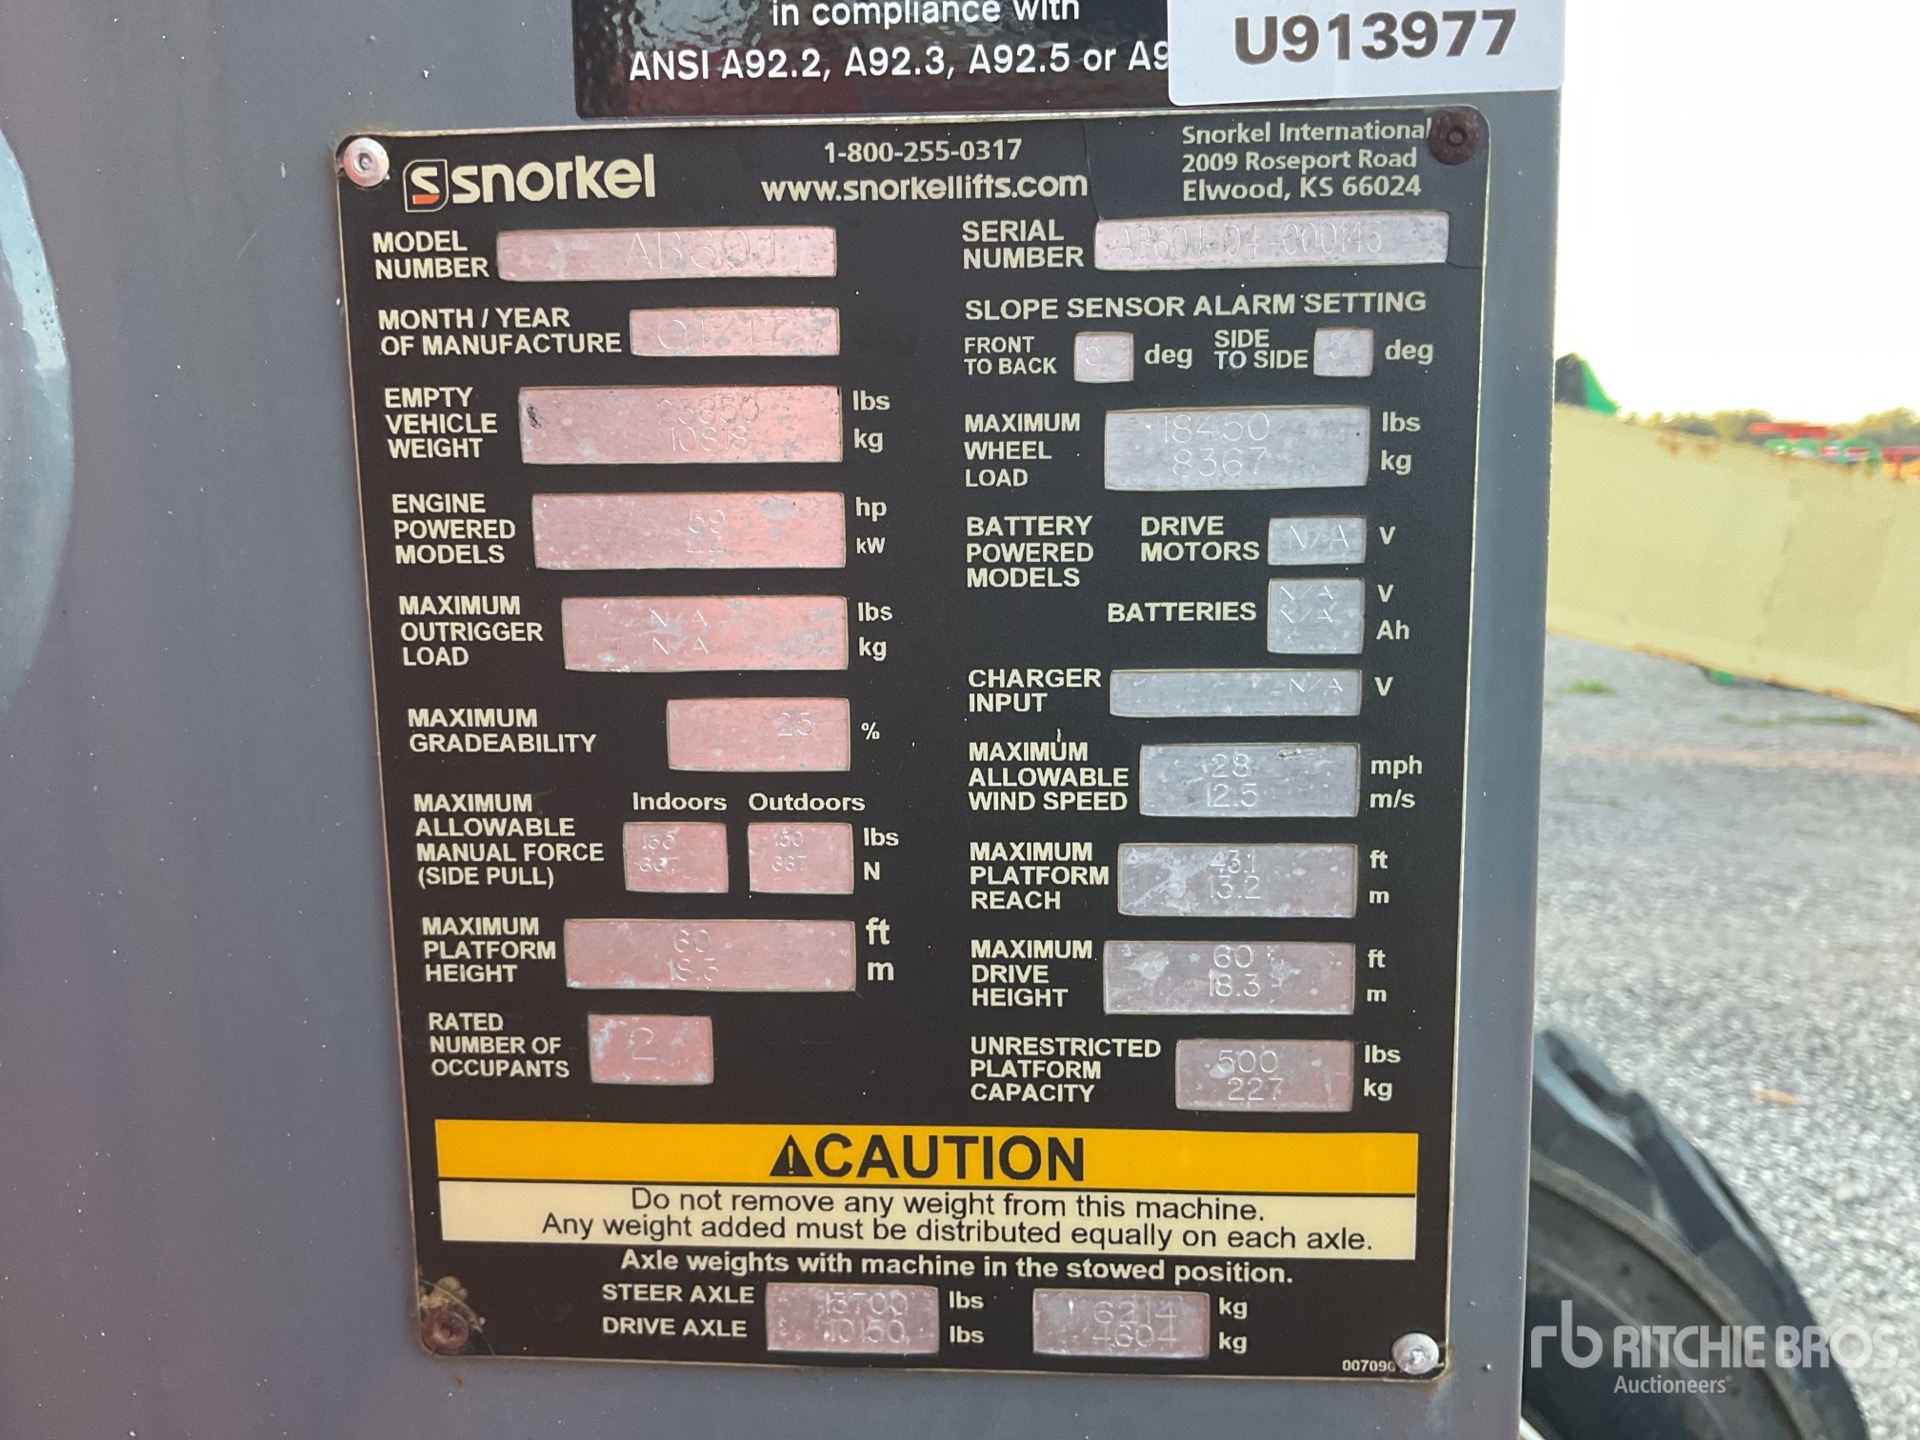 in compliance with
ANSI A92.2, A92.3, A92.5 or
U913977
snorkel
1-800-255-0317
www.snorkellifts.com
Snorkel International
2009 Roseport Road
Elwood, KS 66024
MODEL
NUMBER
AB60J
SERIAL
NUMBER
MONTH / YEAR
OF MANUFACTURE
SLOPE SENSOR ALARM SETTING
FRONT
TO BACK
5
deg
SIDE
TO SIDE
deg
EMPTY
VEHICLE
WEIGHT
23850 lbs
10818 kg
MAXIMUM
WHEEL
LOAD
18450 lbs
8367 kg
ENGINE
POWERED
MODELS
59 hp
kW
BATTERY
POWERED
MODELS
DRIVE
MOTORS
N/A V
BATTERIES
N/A V
N/A Ah
MAXIMUM
OUTRIGGER
LOAD
N/A lbs
N/A kg
CHARGER
INPUT
N/A V
MAXIMUM
GRADEABILITY
25 %
MAXIMUM
ALLOWABLE
WIND SPEED
28 mph
12.5 m/s
MAXIMUM
ALLOWABLE
MANUAL FORCE
(SIDE PULL)
Indoors Outdoors
150 150 lbs
667 667 N
MAXIMUM
PLATFORM
REACH
43.1 ft
13.2 m
MAXIMUM
PLATFORM
HEIGHT
60 ft
18.3 m
MAXIMUM
DRIVE
HEIGHT
60 ft
18.3 m
RATED
NUMBER OF
OCCUPANTS
2
UNRESTRICTED
PLATFORM
CAPACITY
500 lbs
227 kg
CAUTION
Do not remove any weight from this machine.
Any weight added must be distributed equally on each axle.
Axle weights with machine in the stowed position.
STEER AXLE 13700 lbs 6214 kg
DRIVE AXLE 10150 lbs 4604 kg
rb RITCHIE BROS.
Auctioneers